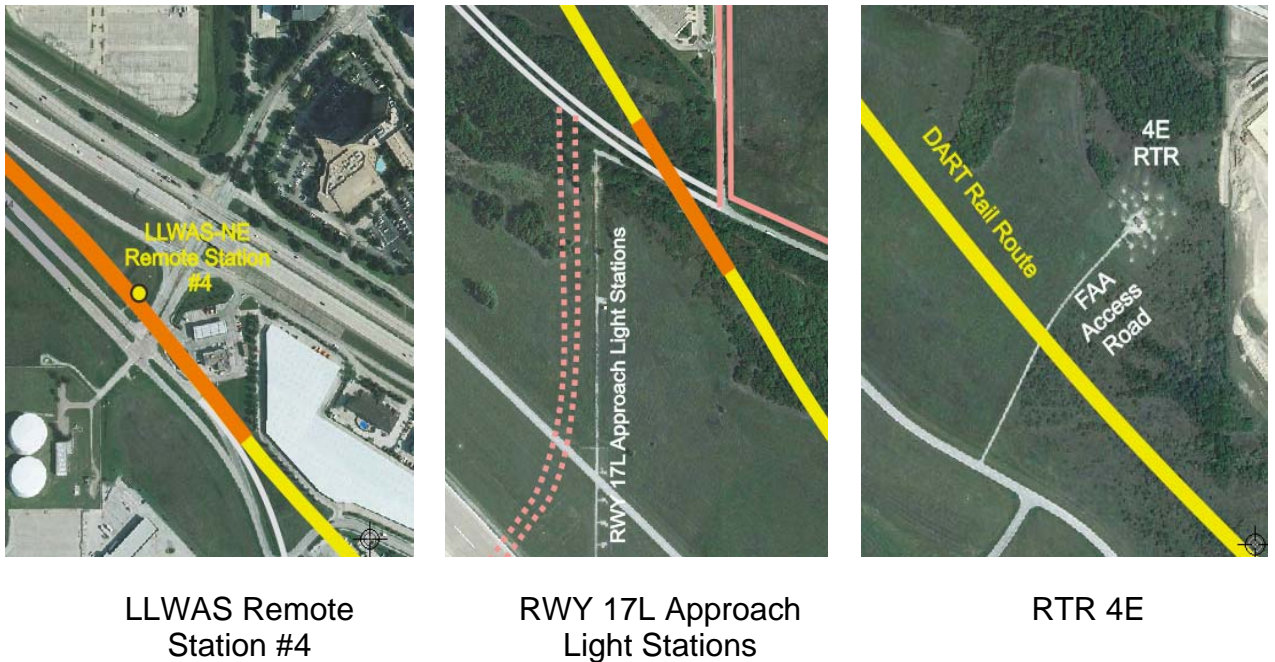 LLWAS-NE
Remote Station
#4
RWY 17L Approach Light Stations
4E
RTR
DART Rail Route
FAA
Access
Road
LLWAS Remote
Station #4
RWY 17L Approach
Light Stations
RTR 4E